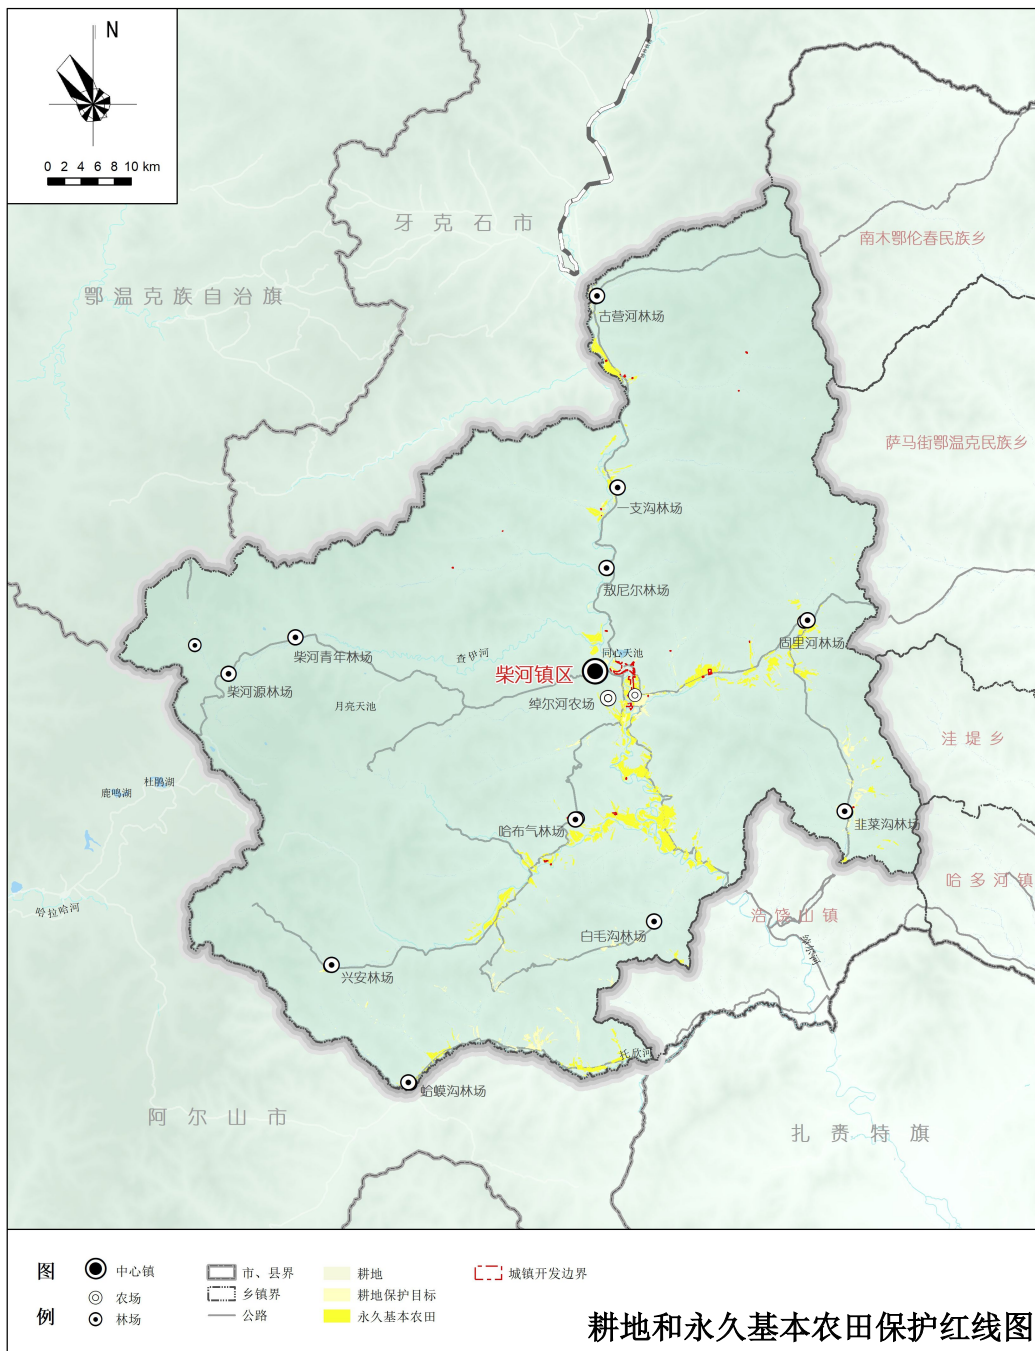 N
0 2 4 6 8 10 km
牙克石市
南木鄂伦春民族乡
鄂温克族自治旗
古营河林场
萨马街鄂温克民族乡
一支沟林场
敖尼尔林场
固里河林场
柴河青年林场
查伊河
同心天池
柴河镇区
柴河源林场
月亮天池
绰尔河农场
洼堤乡
杜鹃湖
鹿鸣湖
哈布气林场
韭菜沟林场
哈多河镇
哈拉哈河
浩饶山镇
白毛沟林场
绰尔河
兴安林场
托欣河
蛤蟆沟林场
阿尔山市
扎赉特旗
图例
中心镇
农场
林场
市、县界
乡镇界
公路
耕地
耕地保护目标
永久基本农田
城镇开发边界
耕地和永久基本农田保护红线图